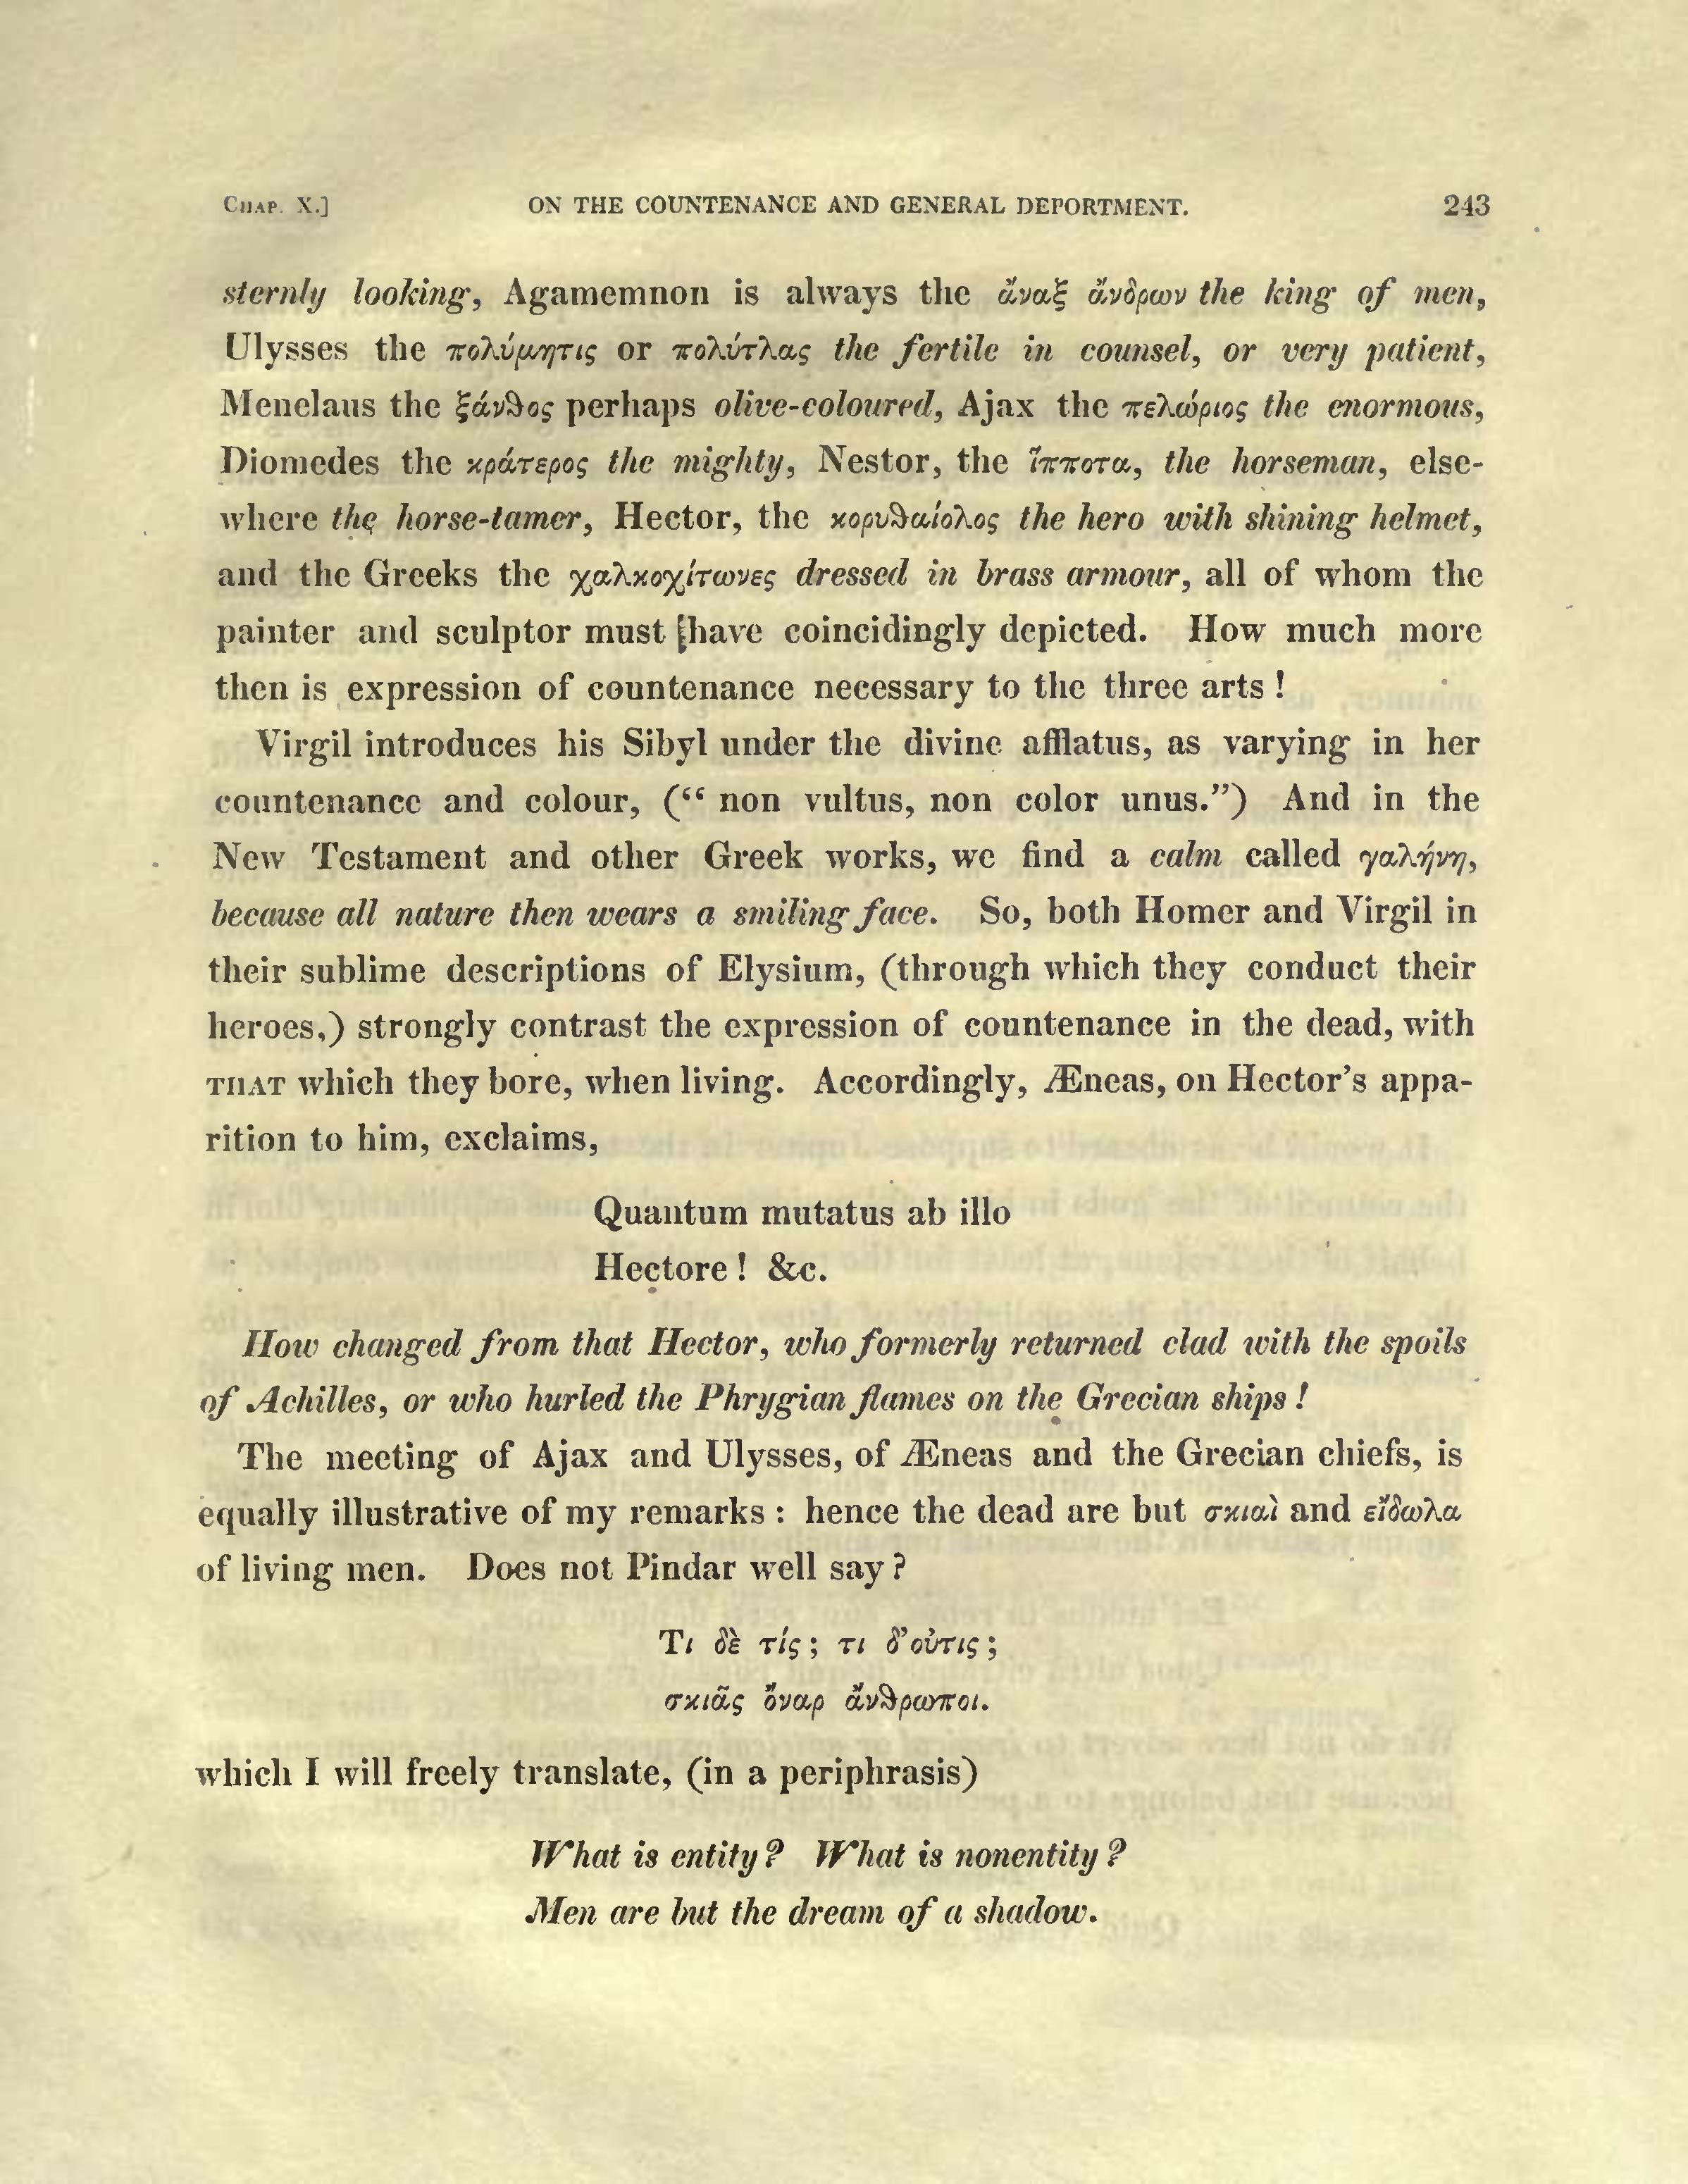 CHAP. X.] ON THE COUNTENANCE AND GENERAL DEPORTMENT. 243
sternly looking, Agamemnon is always the ἄναξ ἄνδρων the king of men,
Ulysses the πολύμητις or πολύτλας the fertile in counsel, or very patient,
Menelaus the ξάνθος perhaps olive-coloured, Ajax the πελώριος the enormous,
Diomedes the κράτερος the mighty, Nestor, the ἵπποτα, the horseman, else-
where the horse-tamer, Hector, the κορυθαίολος the hero with shining helmet,
and the Greeks the χαλκοχίτωνες dressed in brass armour, all of whom the
painter and sculptor must [have coincidingly depicted. How much more
then is expression of countenance necessary to the three arts !
Virgil introduces his Sibyl under the divine afflatus, as varying in her
countenance and colour, (“ non vultus, non color unus.”) And in the
New Testament and other Greek works, we find a calm called γαλήνη,
because all nature then wears a smiling face. So, both Homer and Virgil in
their sublime descriptions of Elysium, (through which they conduct their
heroes,) strongly contrast the expression of countenance in the dead, with
THAT which they bore, when living. Accordingly, Æneas, on Hector's appa-
rition to him, exclaims,
Quantum mutatus ab illo
Hectore ! &c.
How changed from that Hector, who formerly returned clad with the spoils
of Achilles, or who hurled the Phrygian flames on the Grecian ships !
The meeting of Ajax and Ulysses, of Æneas and the Grecian chiefs, is
equally illustrative of my remarks : hence the dead are but σκιαὶ and εἴδωλα
of living men. Does not Pindar well say ?
Τι δὲ τίς ; τι δ’οὐτις ;
σκιᾶς ὄναρ ἄνθρωποι.
which I will freely translate, (in a periphrasis)
What is entity ? What is nonentity ?
Men are but the dream of a shadow.